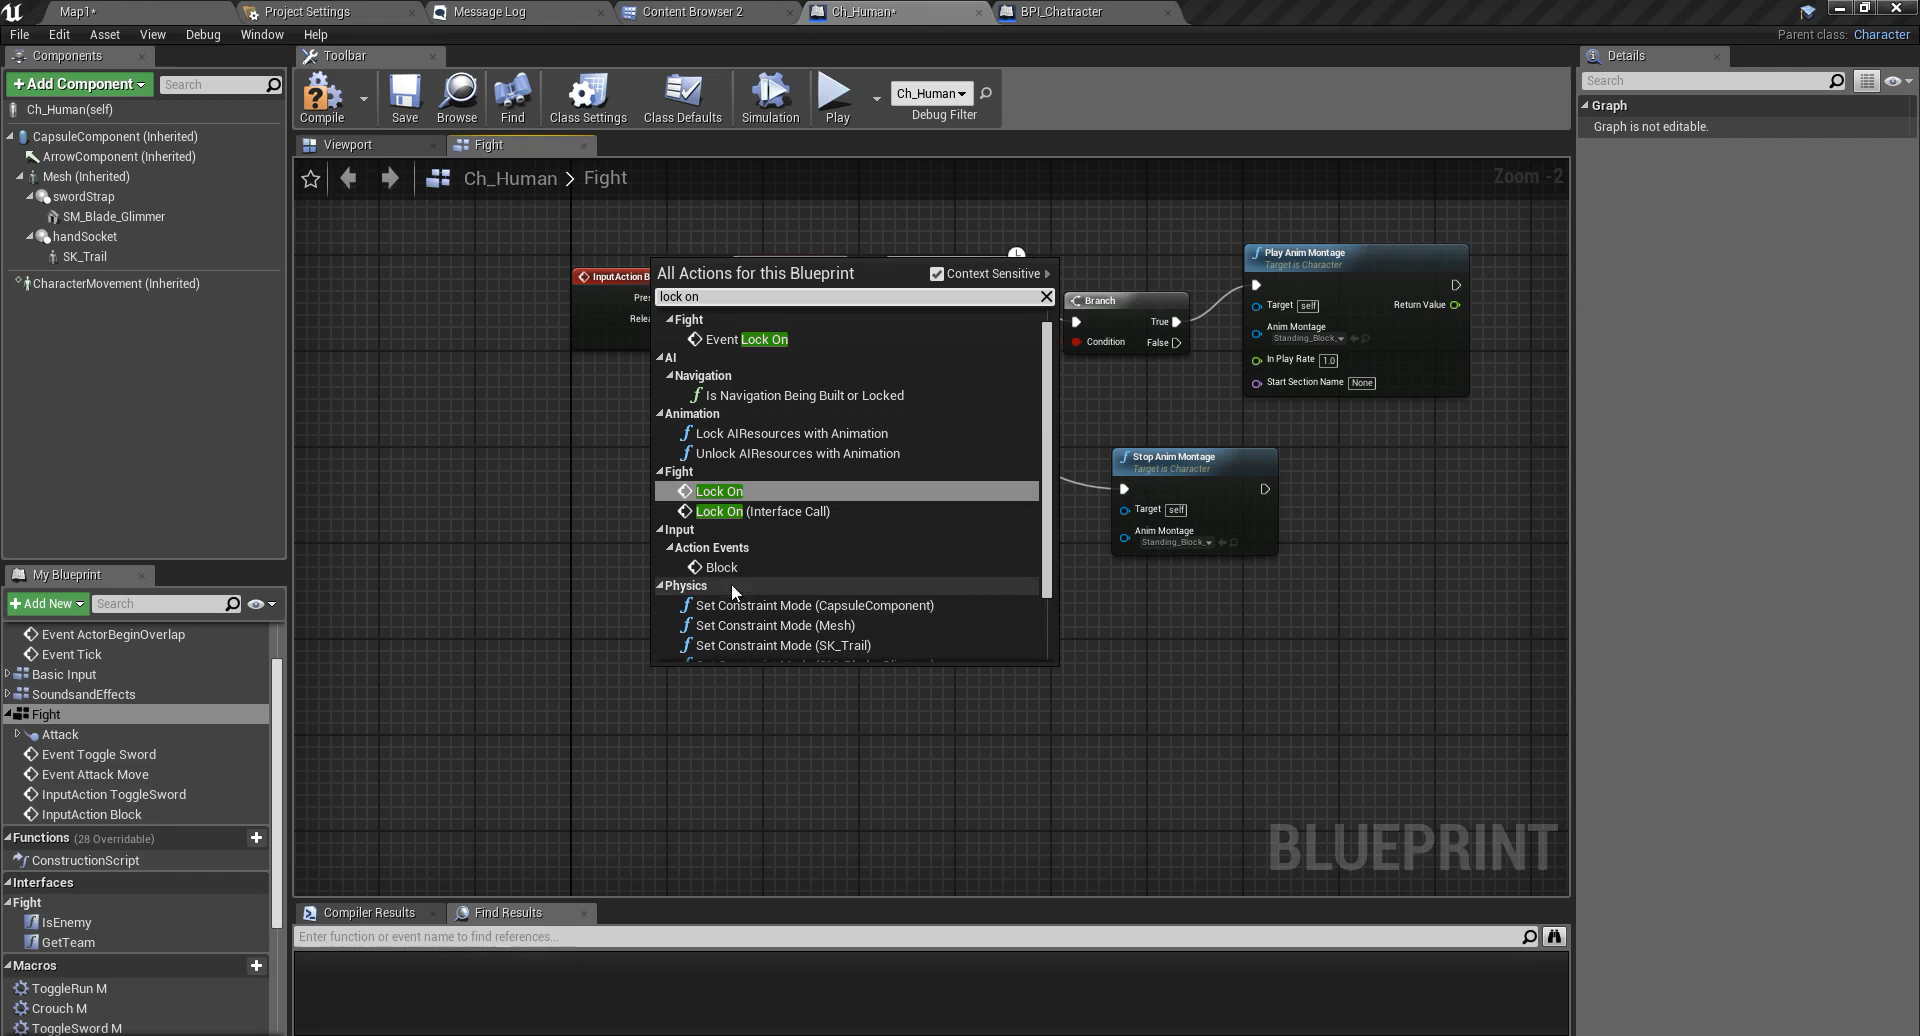 Map1*
Project Settings
Message Log
Content Browser 2
Ch_Human*
BPI_Chatracter
File Edit Asset View Debug Window Help
Parent class: Character
Components
Toolbar
Details
+Add Component
Search
Compile
Save
Browse
Find
Class Settings
Class Defaults
Simulation
Play
Ch_Human
Debug Filter
Search
Ch_Human(self)
Graph
Graph is not editable.
CapsuleComponent (Inherited)
Viewport
Fight
ArrowComponent (Inherited)
Mesh (Inherited)
Ch_Human > Fight
Zoom -2
swordStrap
SM_Blade_Glimmer
handSocket
SK_Trail
CharacterMovement (Inherited)
InputAction B
Pres
Relea
All Actions for this Blueprint
Context Sensitive
lock on
Fight
Event Lock On
AI
Navigation
Is Navigation Being Built or Locked
Animation
Lock AIResources with Animation
Unlock AIResources with Animation
Fight
Lock On
Lock On (Interface Call)
Input
Action Events
Block
Physics
Set Constraint Mode (CapsuleComponent)
Set Constraint Mode (Mesh)
Set Constraint Mode (SK_Trail)
Branch
True
Condition
False
Play Anim Montage
Target is Character
Target self
Return Value
Anim Montage
Standing_Block_
In Play Rate 1.0
Start Section Name None
Stop Anim Montage
Target is Character
Target self
Anim Montage
Standing_Block_
BLUEPRINT
My Blueprint
+Add New
Search
Event ActorBeginOverlap
Event Tick
Basic Input
SoundsandEffects
Fight
Attack
Event Toggle Sword
Event Attack Move
InputAction ToggleSword
InputAction Block
Functions (28 Overridable)
ConstructionScript
Interfaces
Fight
IsEnemy
GetTeam
Macros
ToggleRun M
Crouch M
ToggleSword M
Compiler Results
Find Results
Enter function or event name to find references...